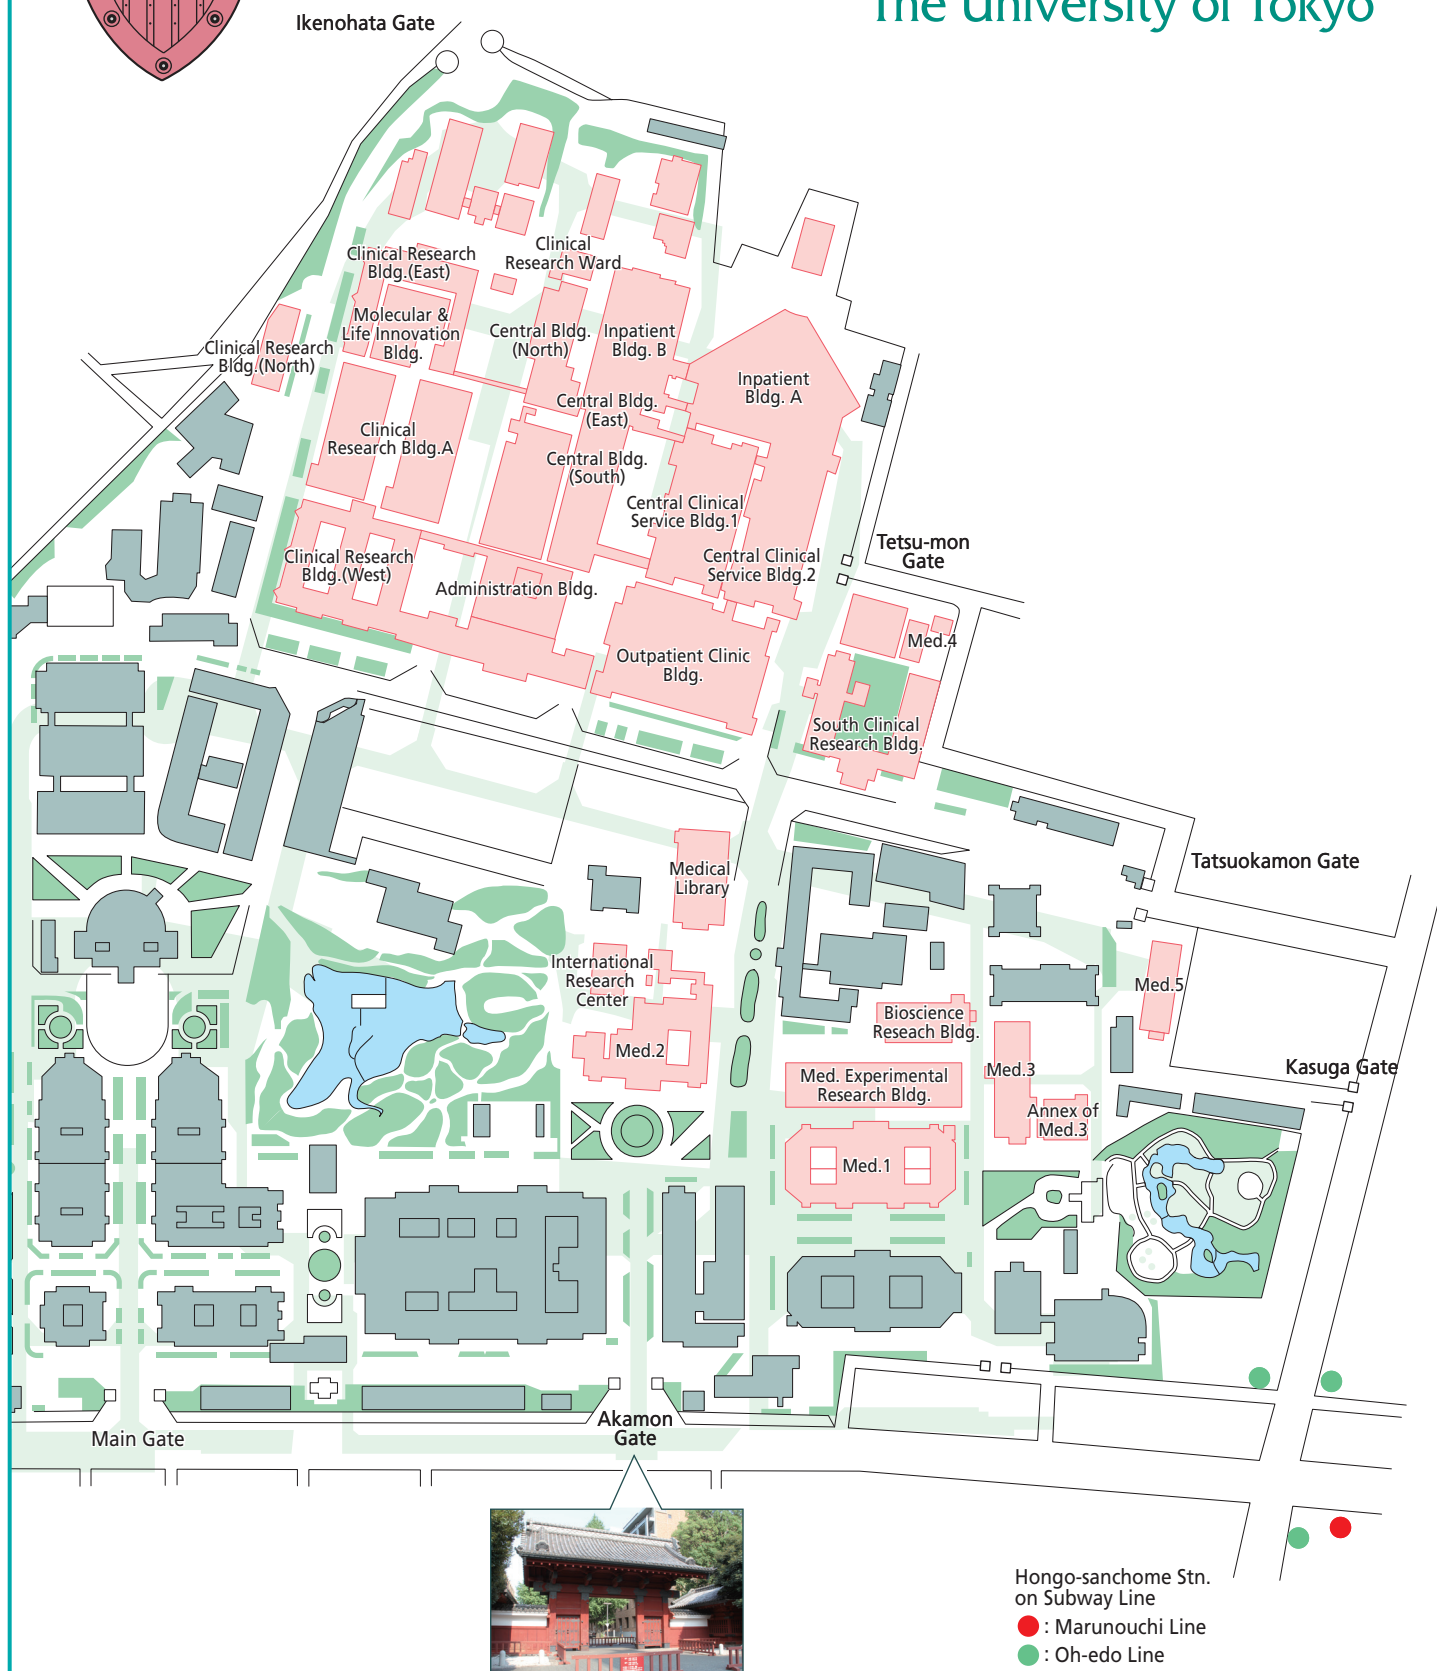 The University of Tokyo
Ikenohata Gate
Clinical Research
Bldg.(East)
Clinical
Research Ward
Molecular &
Life Innovation
Bldg.
Central Bldg.
(North)
Inpatient
Bldg. B
Clinical Research
Bldg.(North)
Inpatient
Bldg. A
Central Bldg.
(East)
Clinical
Research Bldg.A
Central Bldg.
(South)
Central Clinical
Service Bldg.1
Clinical Research
Bldg.(West)
Central Clinical
Service Bldg.2
Tetsu-mon
Gate
Administration Bldg.
Med.4
Outpatient Clinic
Bldg.
South Clinical
Research Bldg.
Medical
Library
Tatsuokamon Gate
International
Research
Center
Med.5
Bioscience
Reseach Bldg.
Med.2
Med.3
Kasuga Gate
Med. Experimental
Research Bldg.
Annex of
Med.3
Med.1
Main Gate
Akamon
Gate
Hongo-sanchome Stn.
on Subway Line
: Marunouchi Line
: Oh-edo Line